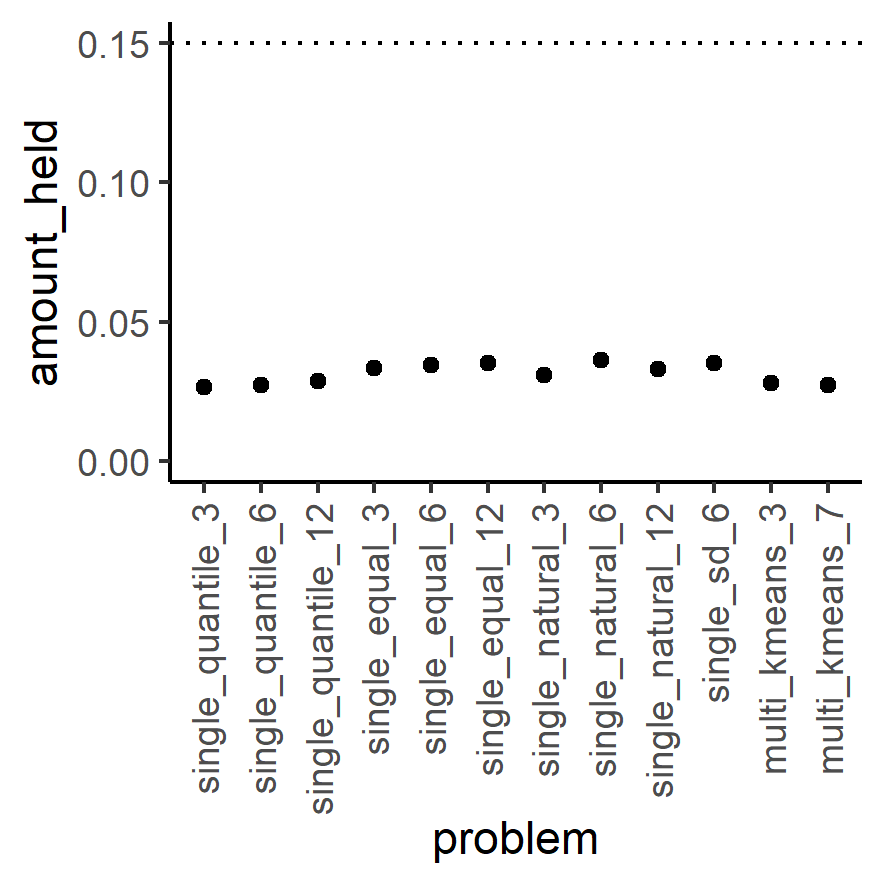 amount_held
0.15
0.10
0.05
0.00
single_quantile_3
single_quantile_6
single_quantile_12
single_equal_3
single_equal_6
single_equal_12
single_natural_3
single_natural_6
single_natural_12
single_sd_6
multi_kmeans_3
multi_kmeans_7
problem